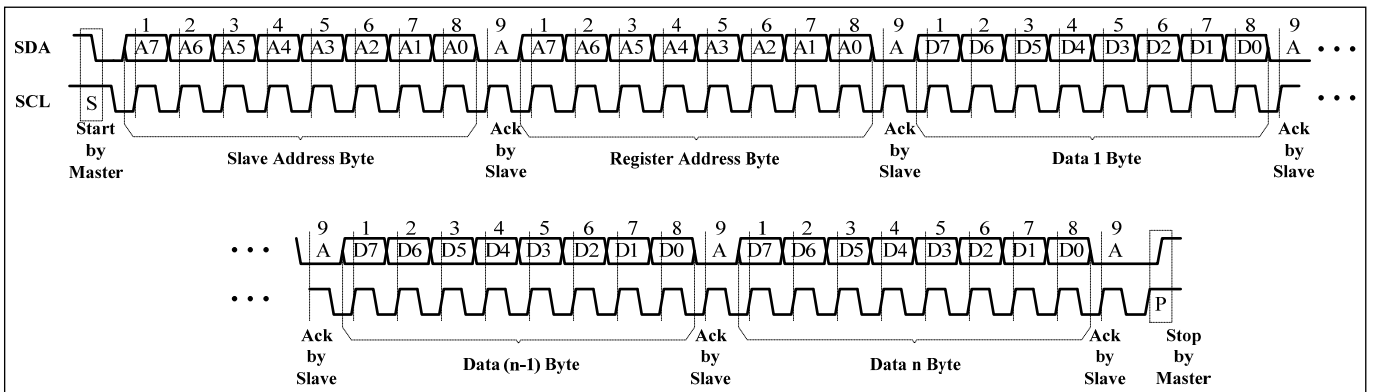 1 2 3 4 5 6 7 8 9 1 2 3 4 5 6 7 8 9 1 2 3 4 5 6 7 8 9
SDA A7 A6 A5 A4 A3 A2 A1 A0 A A7 A6 A5 A4 A3 A2 A1 A0 A D7 D6 D5 D4 D3 D2 D1 D0 A • • •
SCL S • • •
Start by Master
Slave Address Byte
Ack by Slave
Register Address Byte
Ack by Slave
Data 1 Byte
Ack by Slave
9 1 2 3 4 5 6 7 8 9 1 2 3 4 5 6 7 8 9
• • • A D7 D6 D5 D4 D3 D2 D1 D0 A D7 D6 D5 D4 D3 D2 D1 D0 A
• • • P
Ack by Slave
Data (n-1) Byte
Ack by Slave
Data n Byte
Ack by Slave
Stop by Master